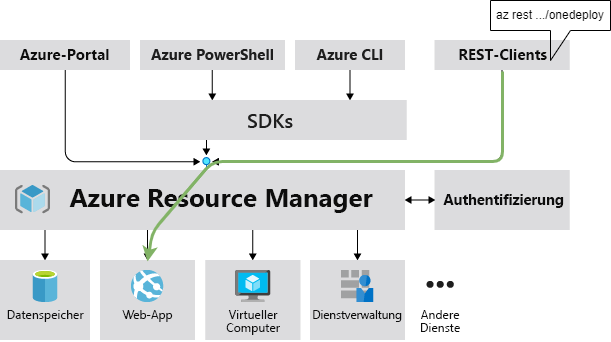 az rest .../onedeploy
Azure-Portal
Azure PowerShell
Azure CLI
REST-Clients
SDKs
Azure Resource Manager
Authentifizierung
Datenspeicher
Web-App
Virtueller
Computer
Dienstverwaltung
Andere
Dienste